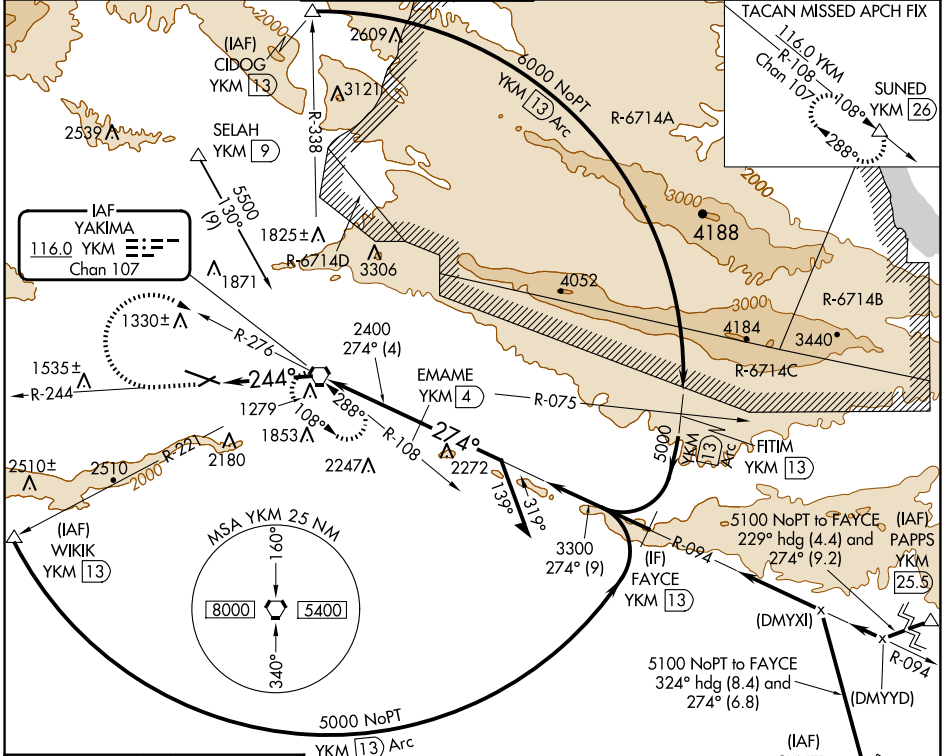 TACAN MISSED APCH FIX
116.0 YKM
R-108
Chan 107
108°
288°
SUNED
YKM 26
2000
2609
(IAF)
CIDOG
YKM 13
3121
R-338
6000 NoPT
YKM 13 Arc
R-6714A
2000
2539
SELAH
YKM 9
5500
130°
(9)
3000
4188
IAF
YAKIMA
116.0 YKM
Chan 107
1825±
R-6714D
3306
1871
4052
3000
R-6714B
4184
3440
R-6714C
1330±
R-276
2400
274° (4)
EMAME
YKM 4
R-075
1535±
R-244
244°
1279
108°
288°
R-108
1853
274°
2272
2247
2180
R-221
2510±
2510
2000
139°
319°
5000
YKM 13 Arc
FITIM
YKM 13
(IAF)
WIKIK
YKM 13
MSA YKM 25 NM
160°
8000
5400
340°
3300
274° (9)
(IF)
FAYCE
YKM 13
R-094
5100 NoPT to FAYCE
229° hdg (4.4) and
274° (9.2)
(IAF)
PAPPS
YKM
25.5
(DMYXI)
(DMYYD)
R-094
5100 NoPT to FAYCE
324° hdg (8.4) and
274° (6.8)
5000 NoPT
YKM 13 Arc
(IAF)